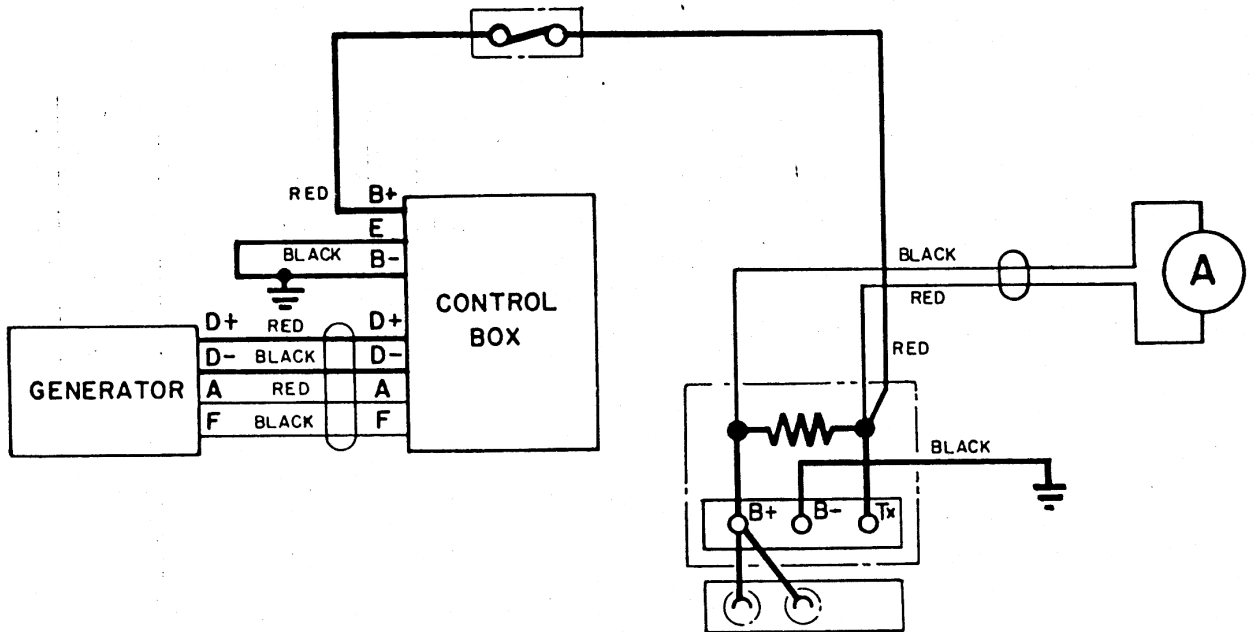 RED B+
E
BLACK B-
CONTROL
BOX
D+ RED D+
D- BLACK D-
GENERATOR
A RED A
F BLACK F
BLACK
RED
A
RED
BLACK
B+ B- Tx